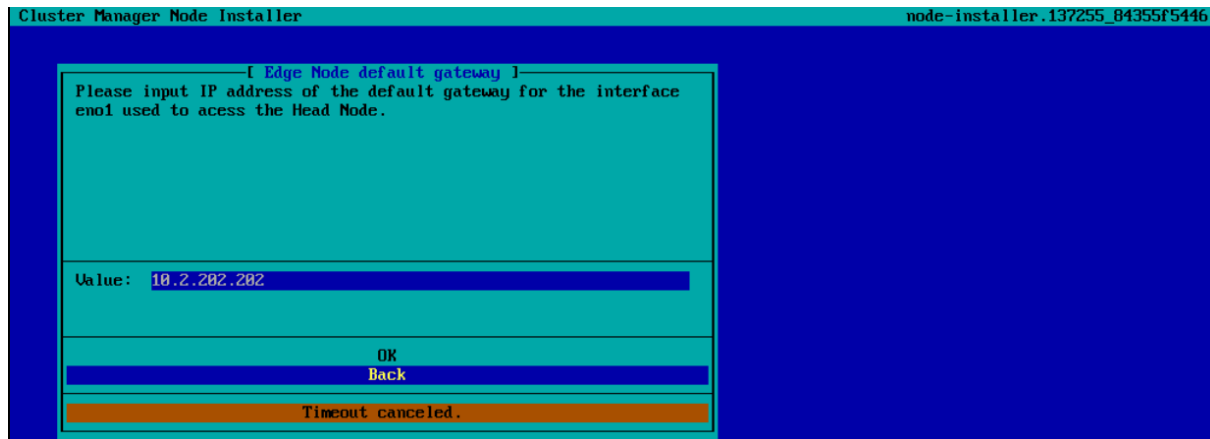 Cluster Manager Node Installer
node-installer.137255_84355f5446
[ Edge Node default gateway ]
Please input IP address of the default gateway for the interface
eno1 used to acess the Head Node.
Value: 10.2.202.202
OK
Back
Timeout canceled.